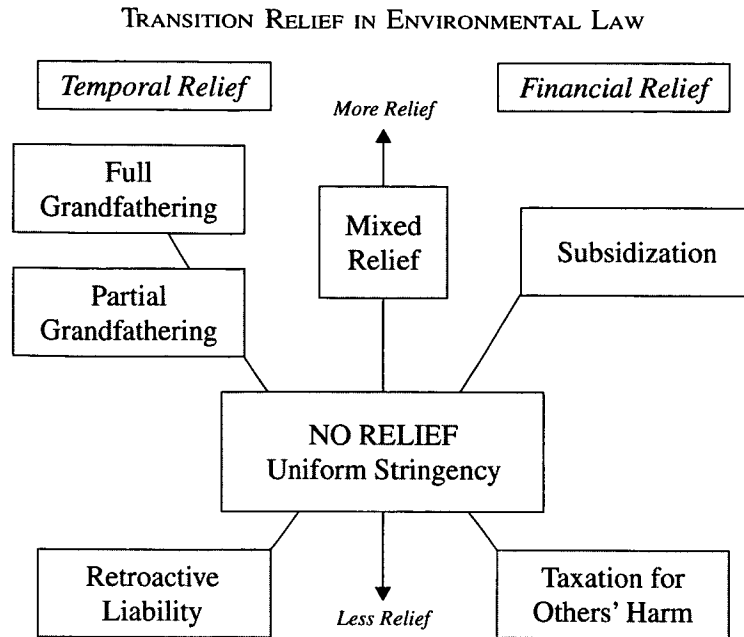 TRANSITION RELIEF IN ENVIRONMENTAL LAW
Temporal Relief
Financial Relief
More Relief
Full
Grandfathering
Mixed
Relief
Subsidization
Partial
Grandfathering
NO RELIEF
Uniform Stringency
Retroactive
Liability
Less Relief
Taxation for
Others' Harm